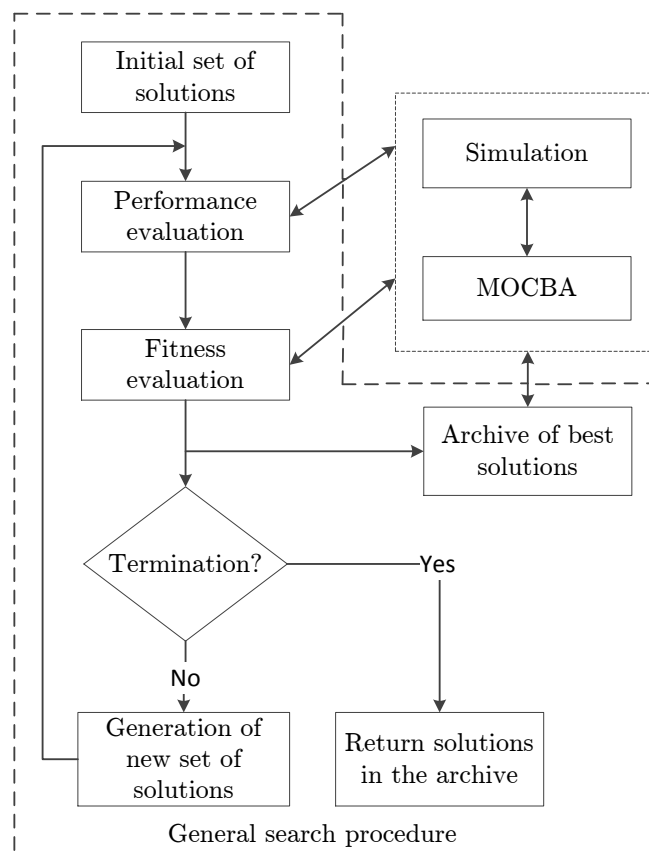 Initial set of
solutions
Performance
evaluation
Simulation
MOCBA
Fitness
evaluation
Archive of best
solutions
Termination?
Yes
No
Generation of
new set of
solutions
Return solutions
in the archive
General search procedure